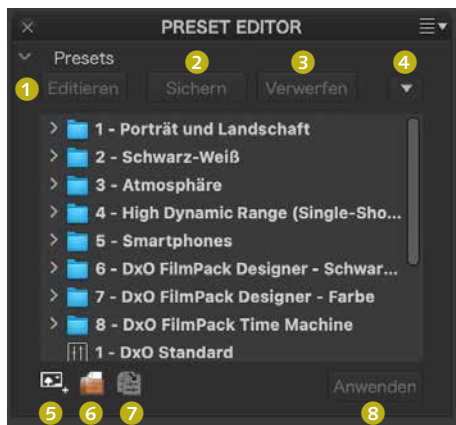 PRESET EDITOR
Presets
2 3 4
1 Editieren Sichern Verwerfen
1 - Porträt und Landschaft
2 - Schwarz-Weiß
3 - Atmosphäre
4 - High Dynamic Range (Single-Sho...
5 - Smartphones
6 - DxO FilmPack Designer - Schwar...
7 - DxO FilmPack Designer - Farbe
8 - DxO FilmPack Time Machine
1 - DxO Standard
Anwenden
5 6 7 8